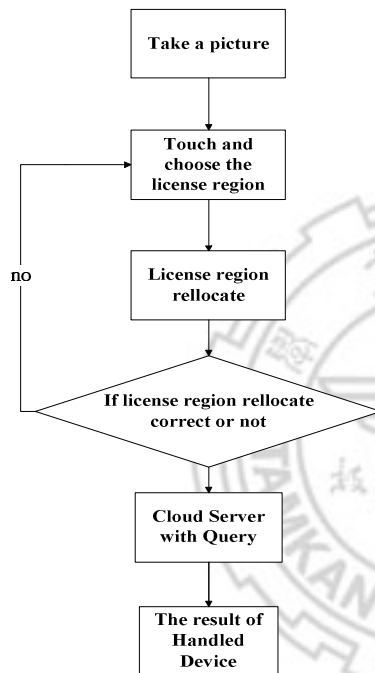 Take a picture
Touch and
choose the
license region
no
License region
rellocate
If license region rellocate
correct or not
Cloud Server
with Query
The result of
Handled
Device
TAMKAN